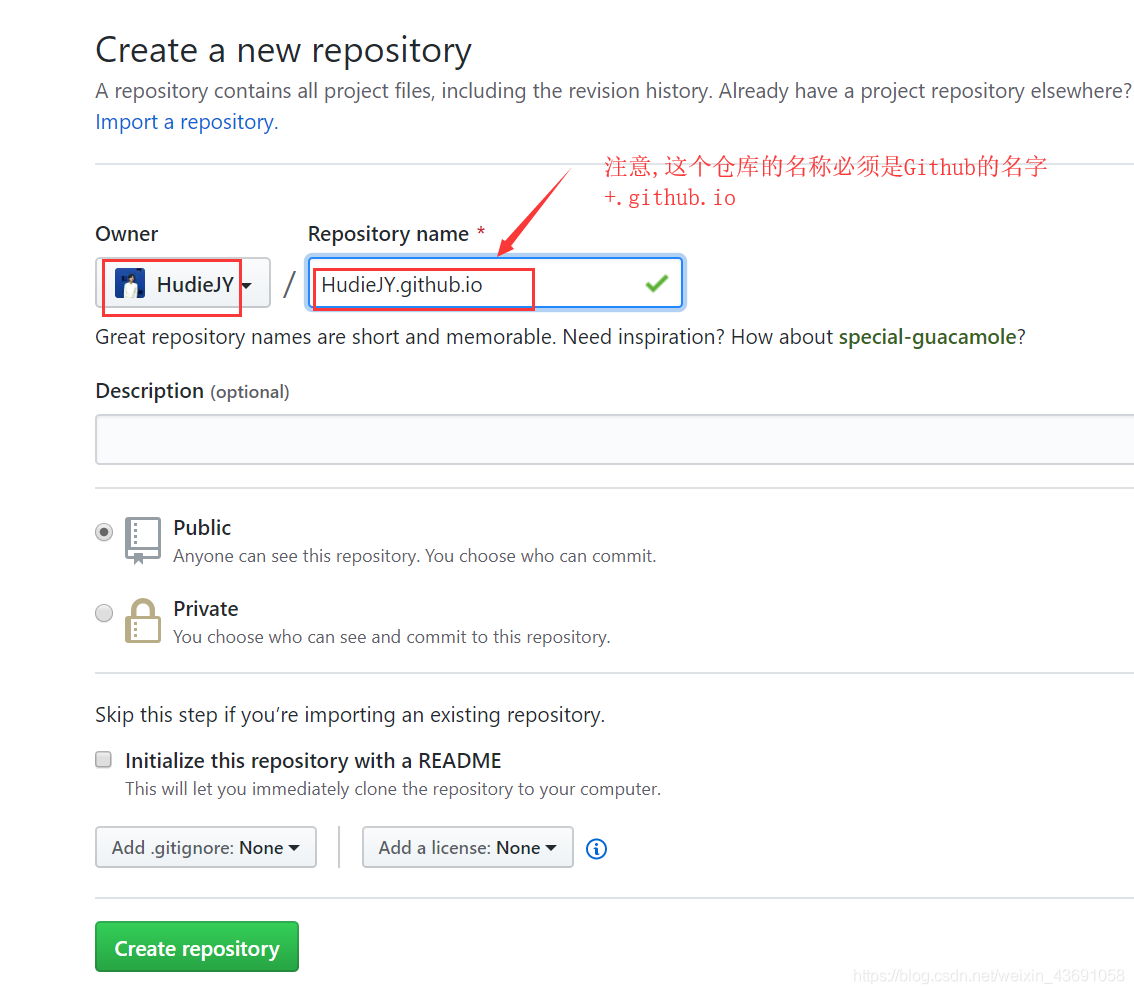 Create a new repository
A repository contains all project files, including the revision history. Already have a project repository elsewhere?
Import a repository.
注意,这个仓库的名称必须是Github的名字
+.github.io
Owner
Repository name *
HudieJY
/
HudieJY.github.io
Great repository names are short and memorable. Need inspiration? How about special-guacamole?
Description (optional)
Public
Anyone can see this repository. You choose who can commit.
Private
You choose who can see and commit to this repository.
Skip this step if you’re importing an existing repository.
Initialize this repository with a README
This will let you immediately clone the repository to your computer.
Add .gitignore: None
Add a license: None
Create repository
https://blog.csdn.net/weixin_43691058